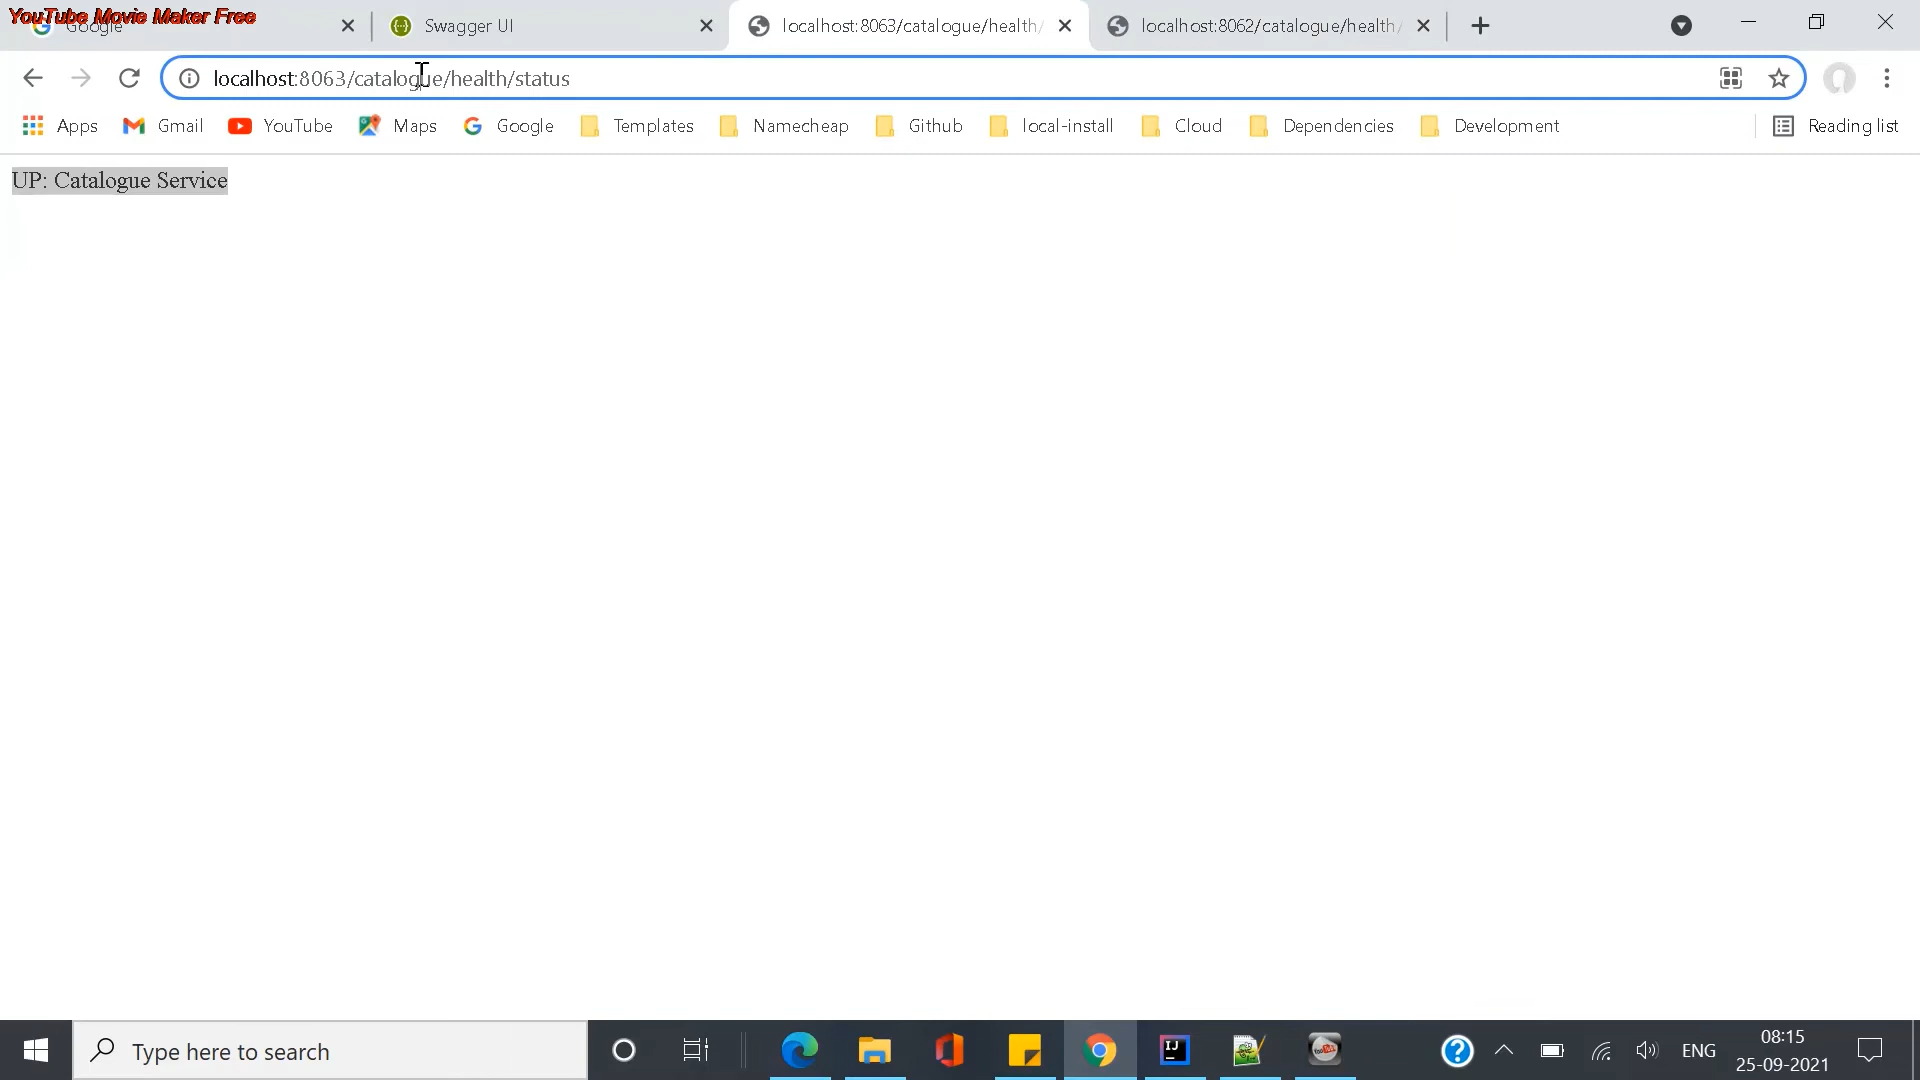 YouTube Movie Maker Free
Google
Swagger UI
localhost:8063/catalogue/health/
localhost:8062/catalogue/health/
localhost:8063/catalogue/health/status
Apps
Gmail
YouTube
Maps
Google
Templates
Namecheap
Github
local-install
Cloud
Dependencies
Development
Reading list
UP: Catalogue Service
Type here to search
ENG
08:15
25-09-2021